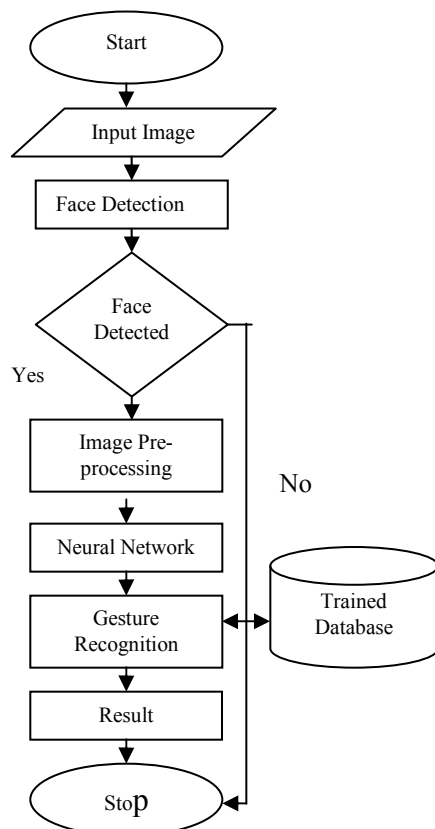 Start
Input Image
Face Detection
Face
Detected
Yes
Image Pre-
processing
No
Neural Network
Gesture
Recognition
Trained
Database
Result
Stop